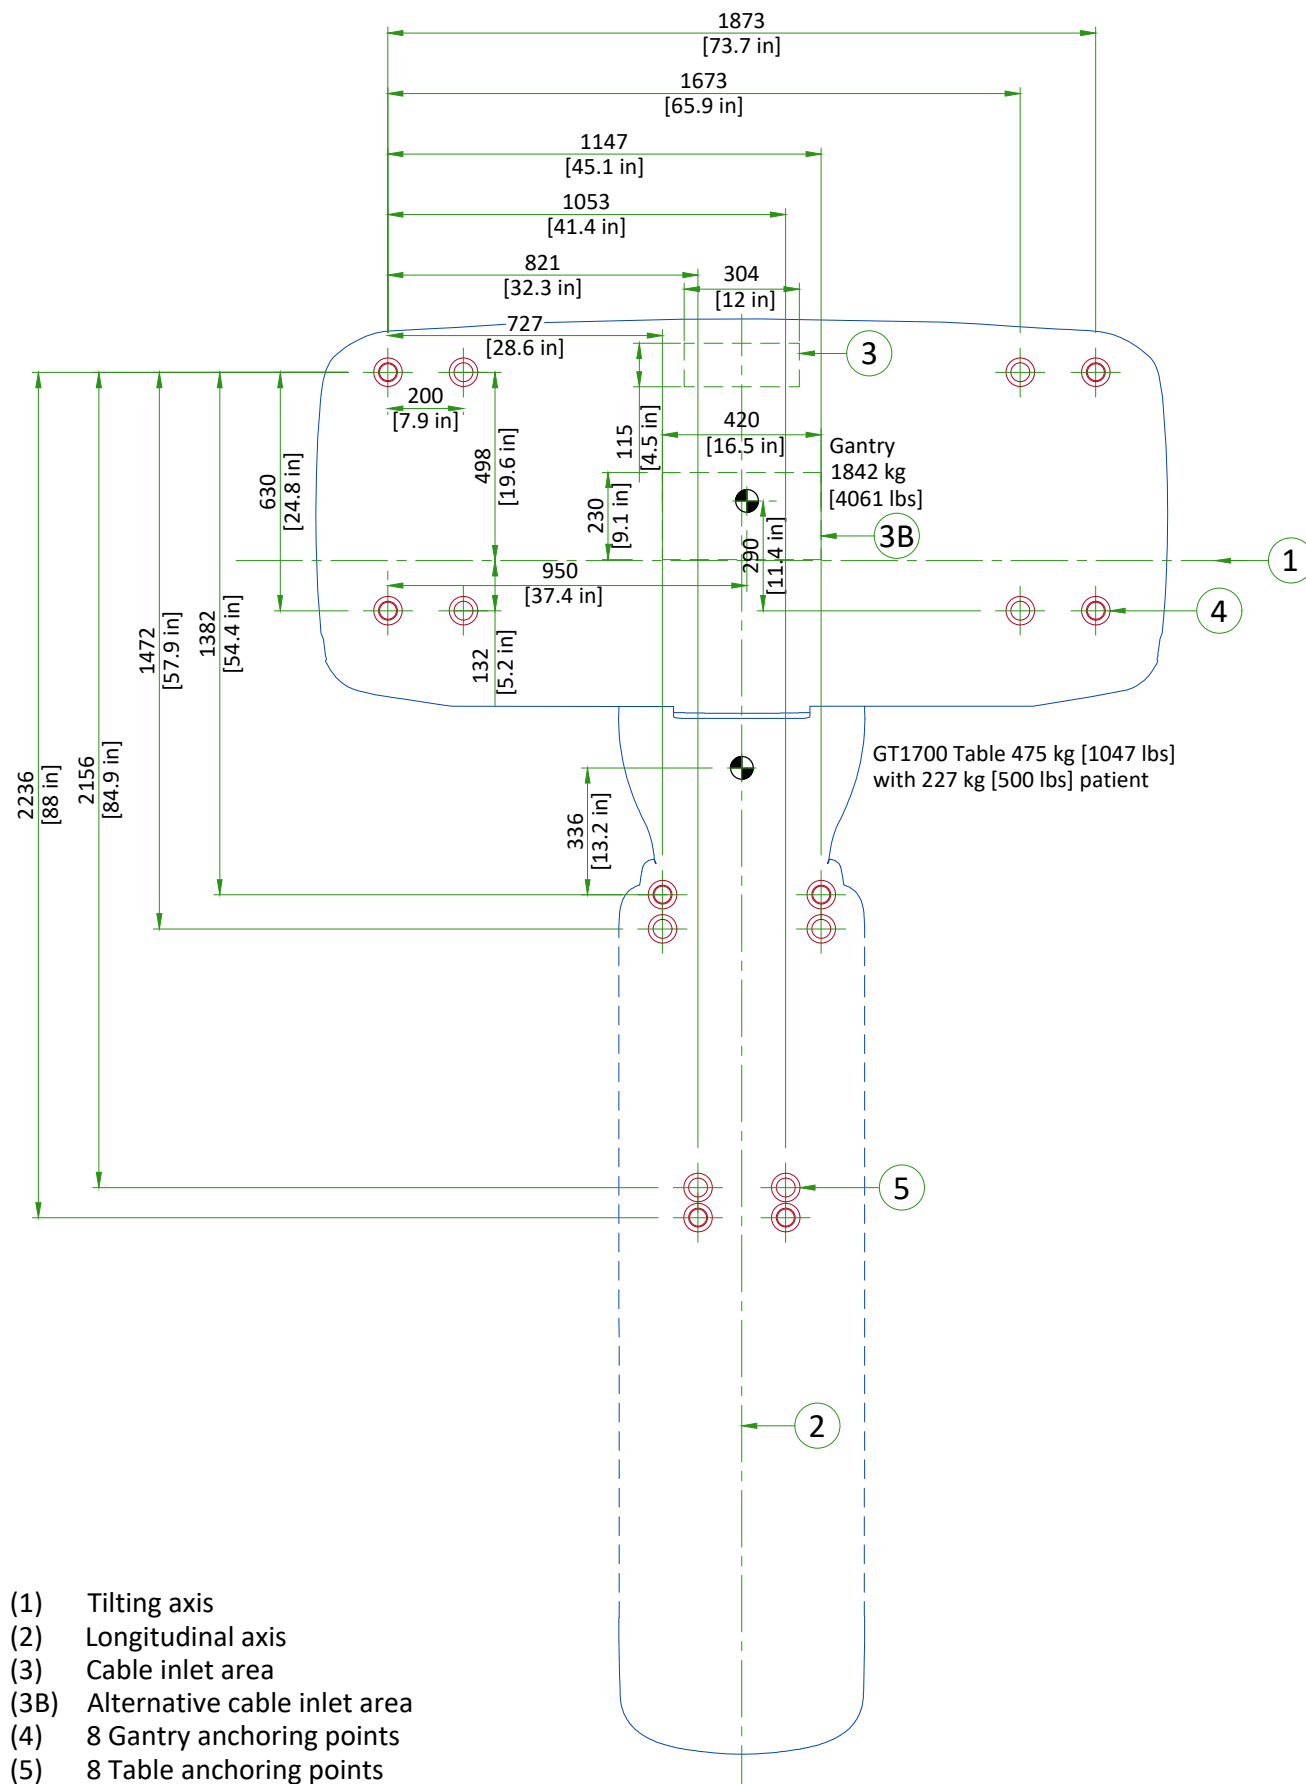 1873
[73.7 in]
1673
[65.9 in]
1147
[45.1 in]
1053
[41.4 in]
821
[32.3 in]
304
[12 in]
727
[28.6 in]
3
200
[7.9 in]
115
[4.5 in]
420
[16.5 in]
Gantry
1842 kg
[4061 lbs]
498
[19.6 in]
630
[24.8 in]
230
[9.1 in]
3B
290
[11.4 in]
1
950
[37.4 in]
4
1472
[57.9 in]
1382
[54.4 in]
132
[5.2 in]
2236
[88 in]
2156
[84.9 in]
GT1700 Table 475 kg [1047 lbs]
with 227 kg [500 lbs] patient
336
[13.2 in]
5
2
(1) Tilting axis
(2) Longitudinal axis
(3) Cable inlet area
(3B) Alternative cable inlet area
(4) 8 Gantry anchoring points
(5) 8 Table anchoring points